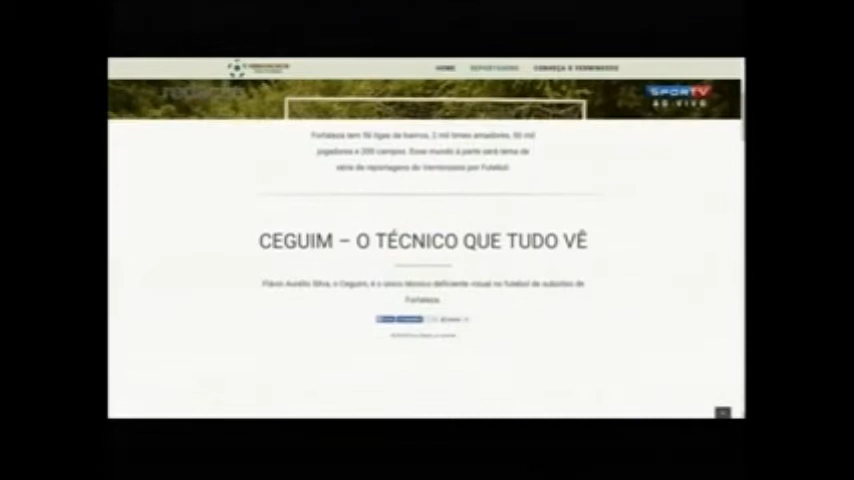 HOME REPORTAGENS CONHEÇA O VERMINOSOS
redação
SPORTV
AO VIVO
Fortaleza tem 56 ligas de bairros, 2 mil times amadores, 50 mil
jogadores e 200 campos. Esse mundo à parte será tema de
série de reportagens do Verminosos por Futebol.
CEGUIM – O TÉCNICO QUE TUDO VÊ
Flávio Aurélio Silva, o Ceguim, é o único técnico deficiente visual no futebol de subúrbio de
Fortaleza.